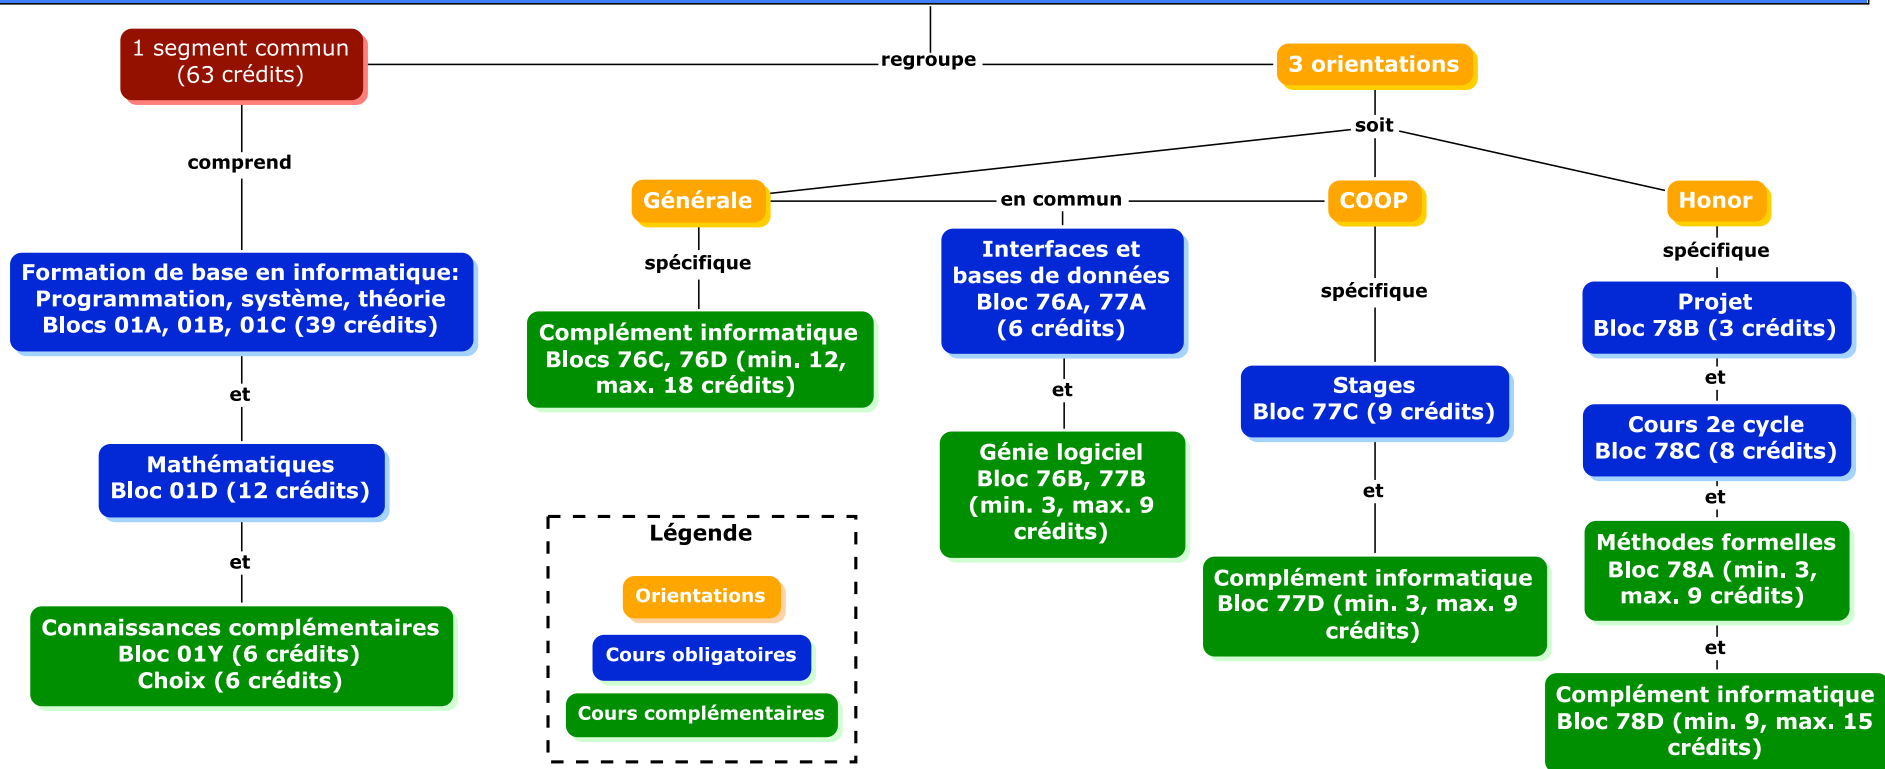 1 segment commun
(63 crédits)
regroupe
3 orientations
comprend
soit
Formation de base en informatique:
Programmation, système, théorie
Blocs 01A, 01B, 01C (39 crédits)
et
Mathématiques
Bloc 01D (12 crédits)
et
Connaissances complémentaires
Bloc 01Y (6 crédits)
Choix (6 crédits)
Générale
en commun
COOP
Honor
spécifique
Complément informatique
Blocs 76C, 76D (min. 12,
max. 18 crédits)
Interfaces et
bases de données
Bloc 76A, 77A
(6 crédits)
et
Génie logiciel
Bloc 76B, 77B
(min. 3, max. 9
crédits)
spécifique
Stages
Bloc 77C (9 crédits)
et
Complément informatique
Bloc 77D (min. 3, max. 9
crédits)
spécifique
Projet
Bloc 78B (3 crédits)
et
Cours 2e cycle
Bloc 78C (8 crédits)
et
Méthodes formelles
Bloc 78A (min. 3,
max. 9 crédits)
et
Complément informatique
Bloc 78D (min. 9, max. 15
crédits)
Légende
Orientations
Cours obligatoires
Cours complémentaires